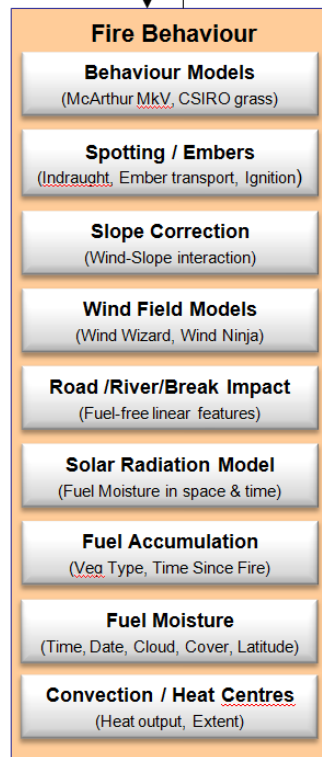 Fire Behaviour
Behaviour Models
(McArthur MkV, CSIRO grass)
Spotting / Embers
(Indraught, Ember transport, Ignition)
Slope Correction
(Wind-Slope interaction)
Wind Field Models
(Wind Wizard, Wind Ninja)
Road /River/Break Impact
(Fuel-free linear features)
Solar Radiation Model
(Fuel Moisture in space & time)
Fuel Accumulation
(Veg Type, Time Since Fire)
Fuel Moisture
(Time, Date, Cloud, Cover, Latitude)
Convection / Heat Centres
(Heat output, Extent)